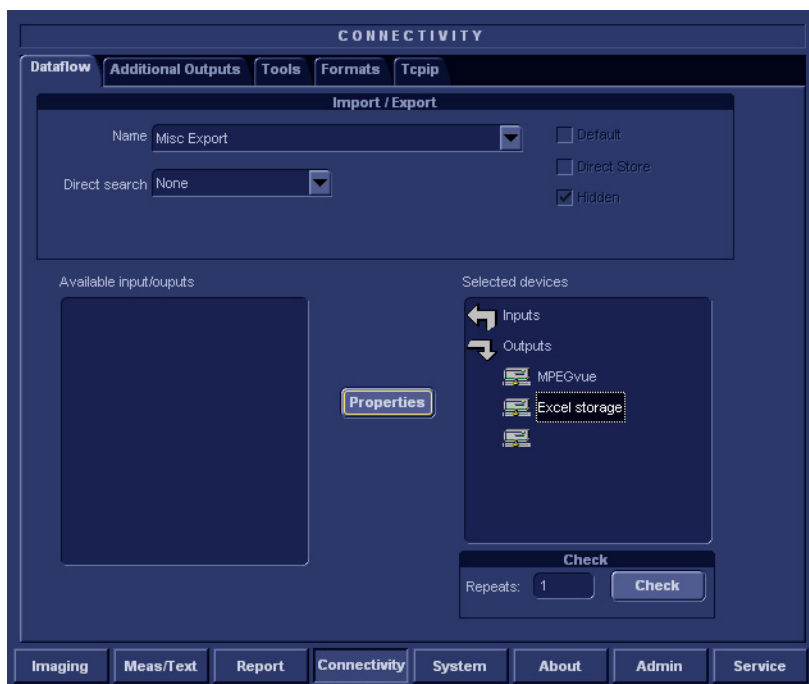 CONNECTIVITY
Dataflow Additional Outputs Tools Formats Tcpip
Import / Export
Name Misc Export Default
Direct Store
Direct search None
Hidden
Available input/ouputs Selected devices
Inputs
Outputs
MPEGvue
Properties Excel storage
Check
Repeats: 1 Check
Imaging Meas/Text Report Connectivity System About Admin Service